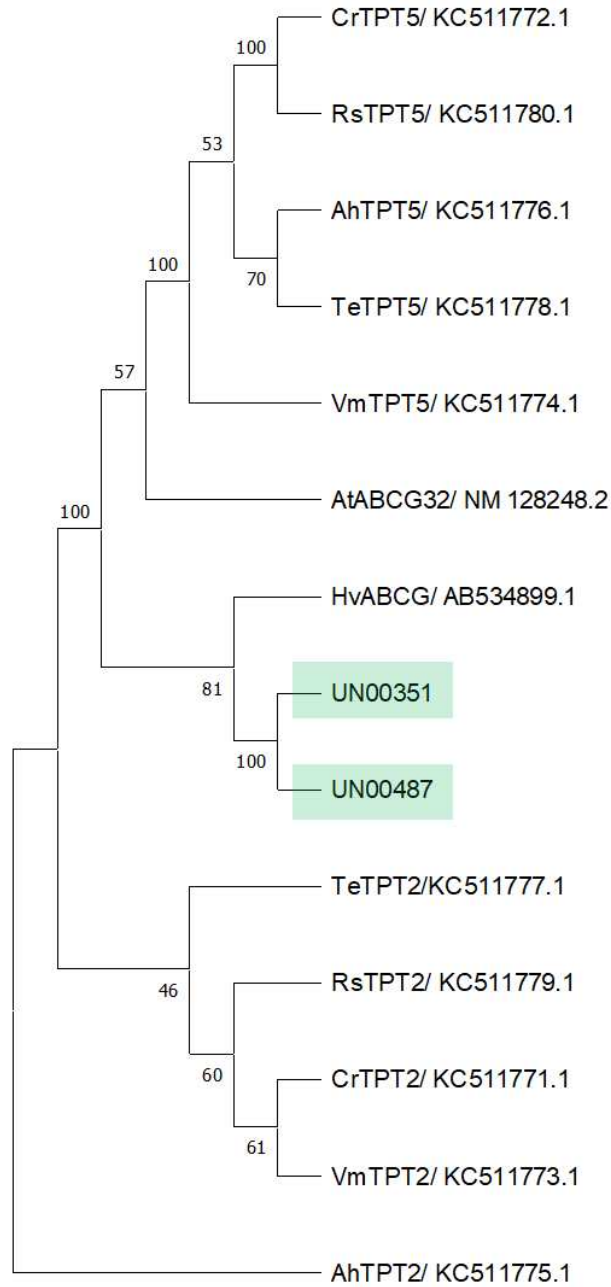 CrTPT5/ KC511772.1
100
RsTPT5/ KC511780.1
53
AhTPT5/ KC511776.1
100
70
TeTPT5/ KC511778.1
57
VmTPT5/ KC511774.1
AtABCG32/ NM 128248.2
100
HvABCG/ AB534899.1
81
UN00351
100
UN00487
TeTPT2/KC511777.1
46
RsTPT2/ KC511779.1
60
CrTPT2/ KC511771.1
61
VmTPT2/ KC511773.1
AhTPT2/ KC511775.1